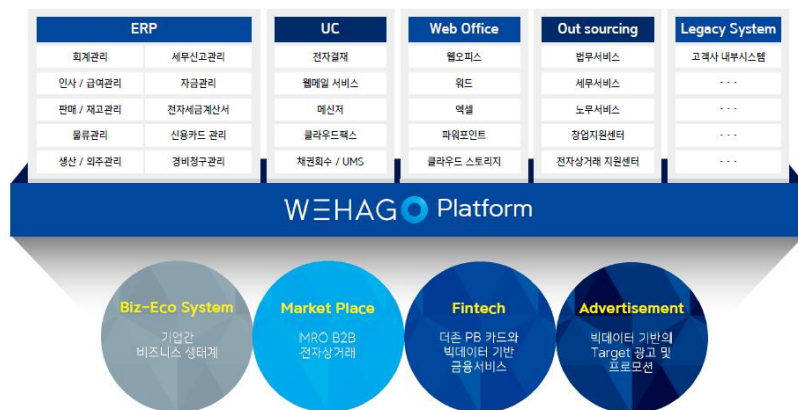 ERP
회계관리
세무신고관리
인사 / 급여관리
자금관리
판매 / 재고관리
전자세금계산서
물류관리
신용카드 관리
생산 / 외주관리
경비청구관리
UC
전자결재
웹메일 서비스
메신저
클라우드팩스
채권회수 / UMS
Web Office
웹오피스
워드
엑셀
파워포인트
클라우드 스토리지
Out sourcing
법무서비스
세무서비스
노무서비스
창업지원센터
전자상거래 지원센터
Legacy System
고객사 내부시스템
- - -
- - -
- - -
- - -
WEHAGO Platform
Biz-Eco System
기업간
비즈니스 생태계
Market Place
MRO B2B
전자상거래
Fintech
더존 PB 카드와
빅데이터 기반
금융서비스
Advertisement
빅데이터 기반의
Target 광고 및
프로모션